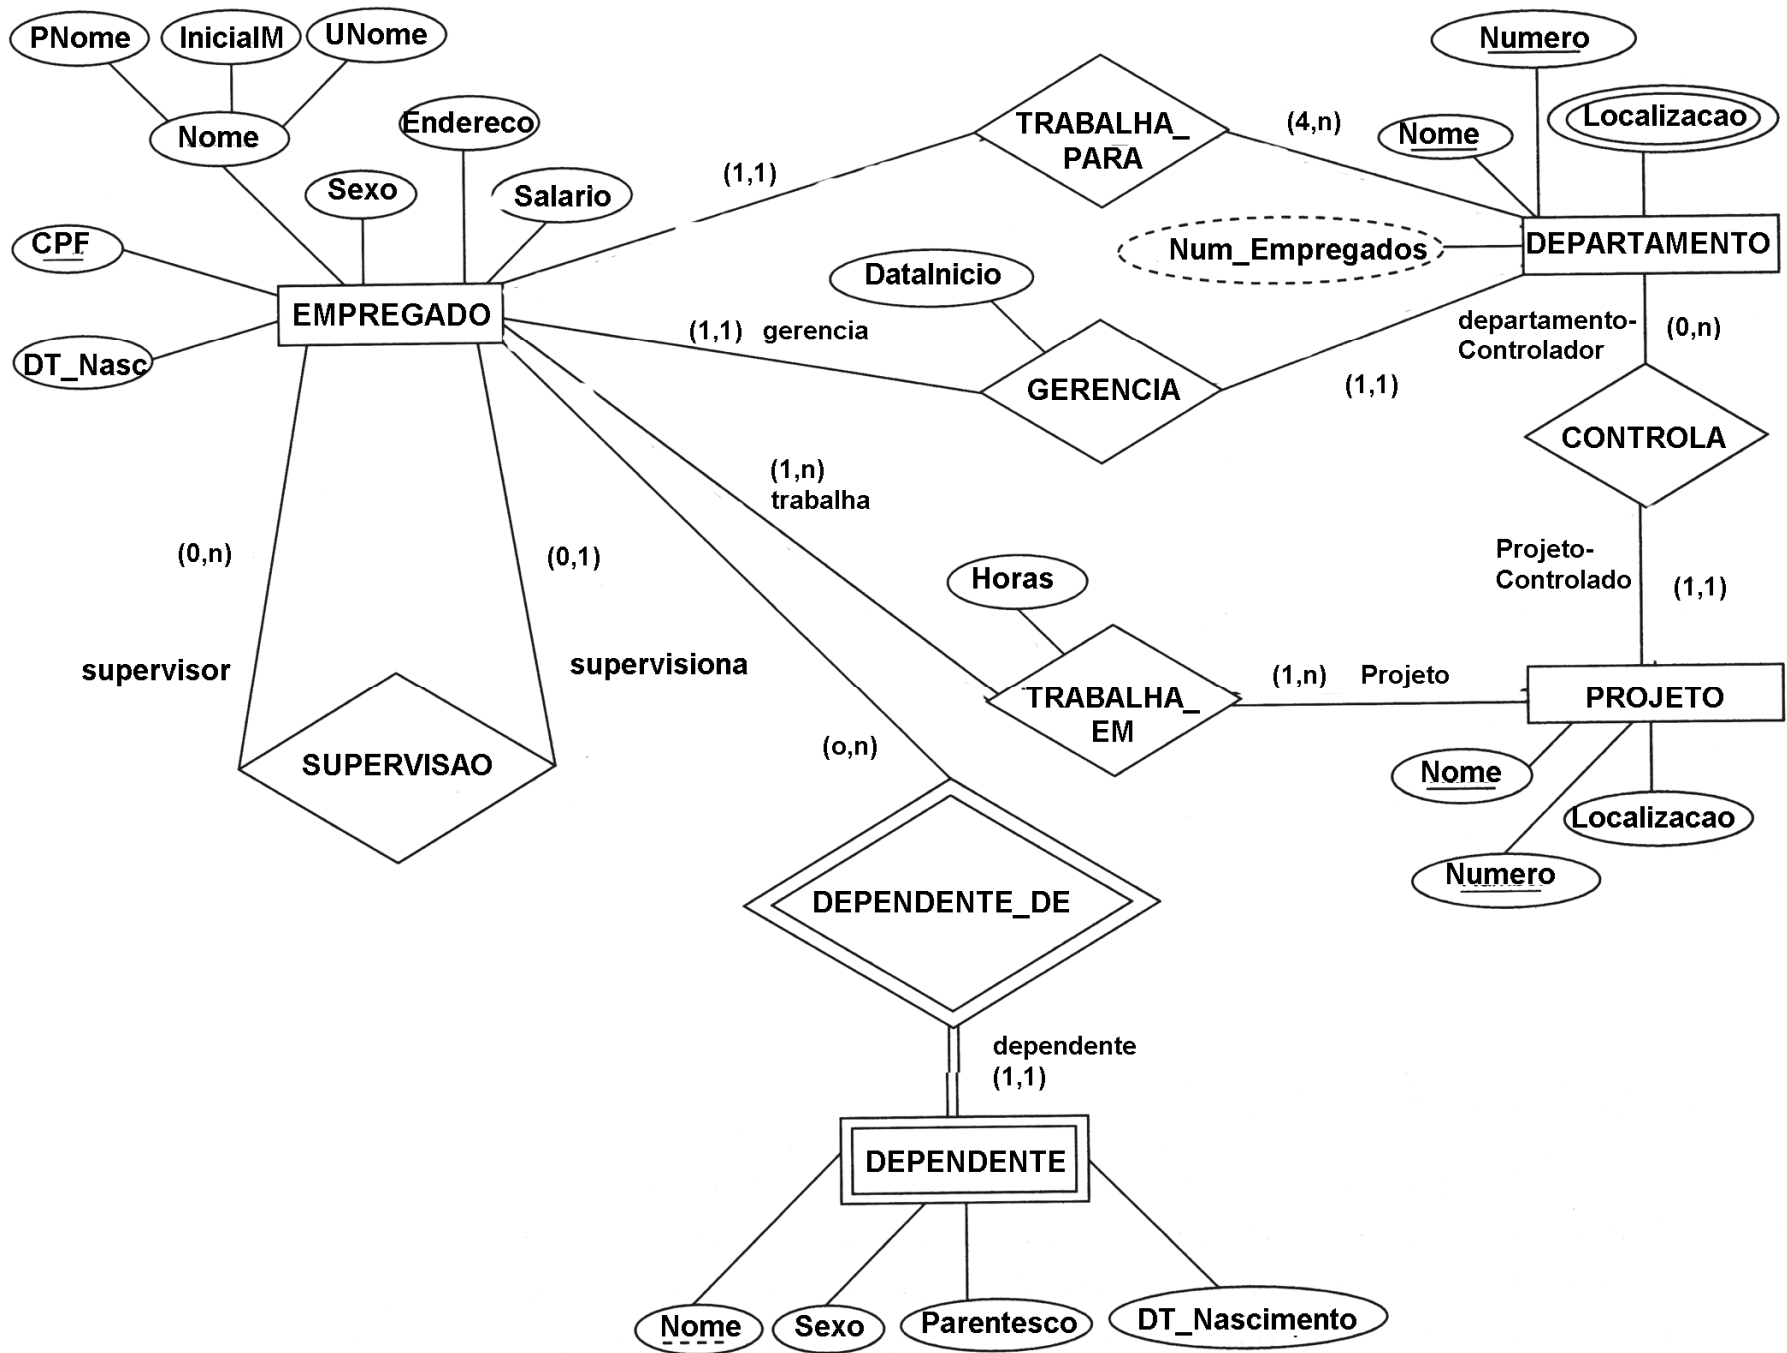 PNome
InicialM
UNome
Nome
Endereco
Sexo
Salario
CPF
EMPREGADO
DT_Nasc
TRABALHA_
PARA
(1,1)
(4,n)
Numero
Localizacao
Nome
Num_Empregados
DEPARTAMENTO
DataInicio
(1,1) gerencia
GERENCIA
(1,1)
departamento-
Controlador
(0,n)
CONTROLA
Projeto-
Controlado
(1,1)
(1,n)
trabalha
(0,n)
(0,1)
supervisor
supervisiona
SUPERVISAO
Horas
TRABALHA_
EM
(1,n) Projeto
PROJETO
Nome
Localizacao
Numero
(o,n)
DEPENDENTE_DE
dependente
(1,1)
DEPENDENTE
Nome
Sexo
Parentesco
DT_Nascimento